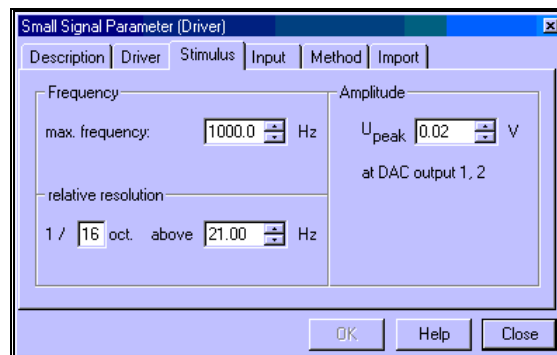 Small Signal Parameter (Driver)
Description Driver Stimulus Input Method Import
Frequency
max. frequency: 1000.0 Hz
relative resolution
1 / 16 oct. above 21.00 Hz
Amplitude
Upeak 0.02 V
at DAC output 1, 2
OK Help Close